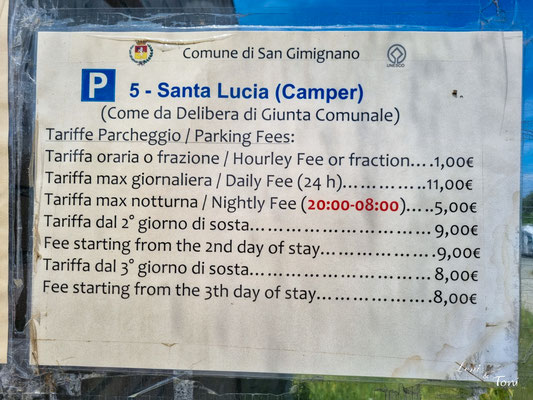 Comune di San Gimignano
UNESCO
P 5 - Santa Lucia (Camper)
(Come da Delibera di Giunta Comunale)
Tariffe Parcheggio / Parking Fees:
Tariffa oraria o frazione / Hourley Fee or fraction....1,00€
Tariffa max giornaliera / Daily Fee (24 h)..............11,00€
Tariffa max notturna / Nightly Fee (20:00-08:00).....5,00€
Tariffa dal 2° giorno di sosta.............................. 9,00€
Fee starting from the 2nd day of stay...................9,00€
Tariffa dal 3° giorno di sosta.............................. 8,00€
Fee starting from the 3th day of stay...................8,00€